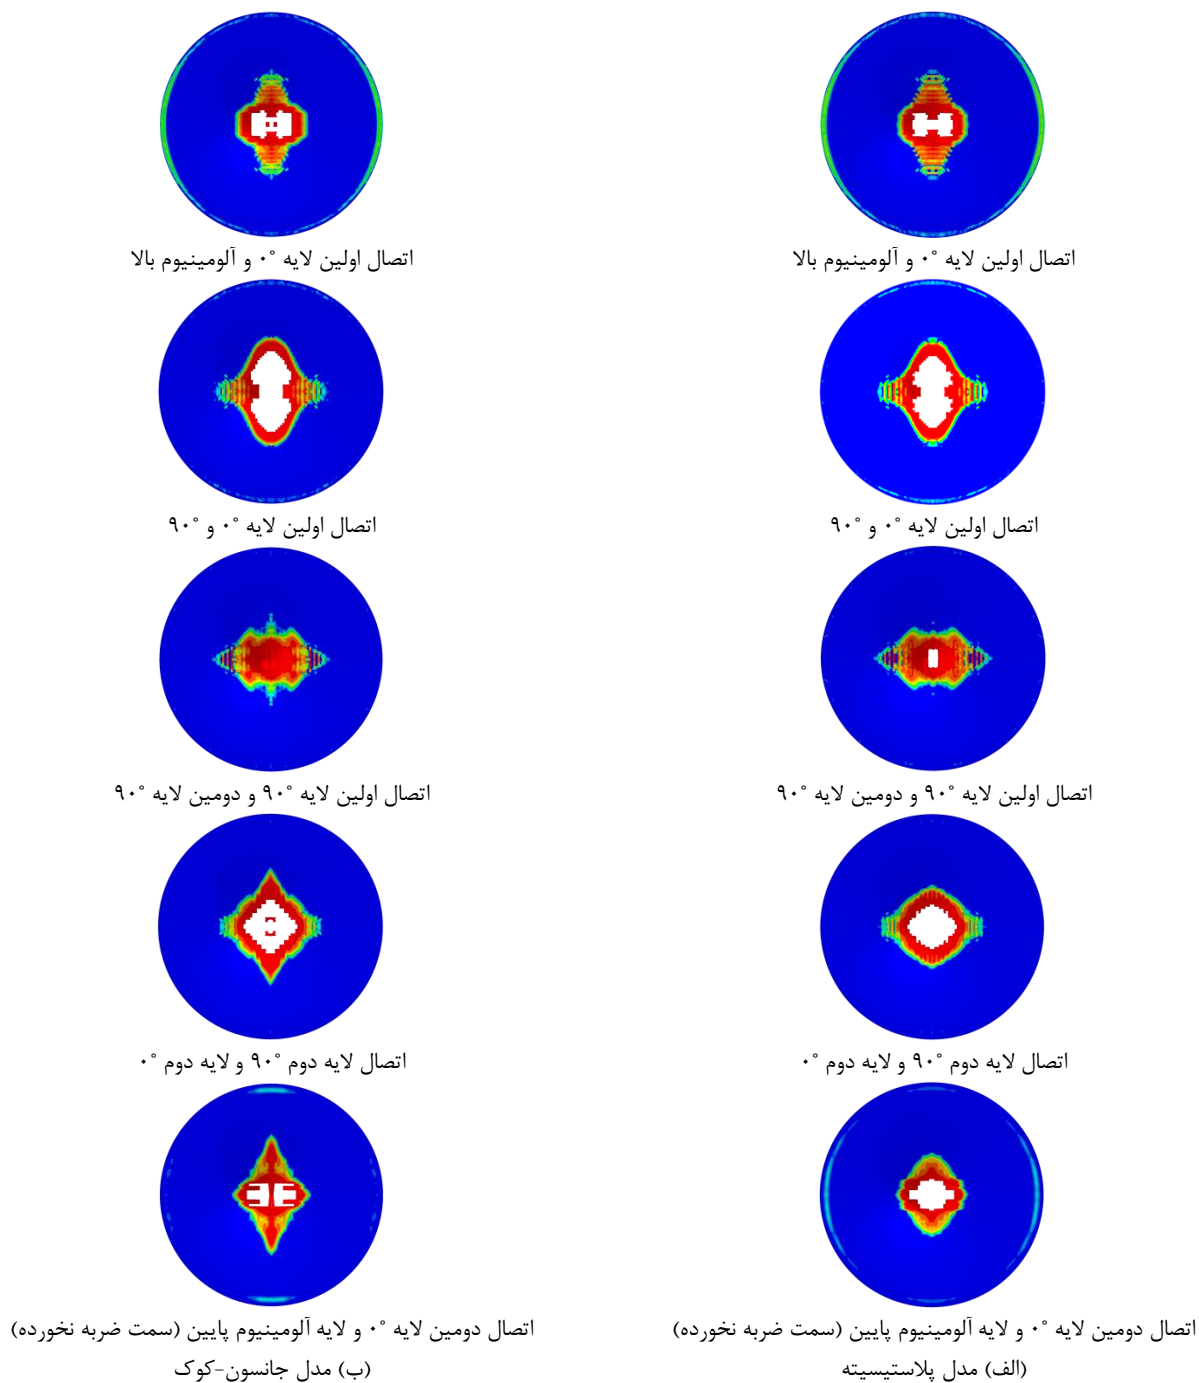 اتصال اولین لایه °۰ و آلومینیوم بالا
اتصال اولین لایه °۰ و آلومینیوم بالا
اتصال اولین لایه °۰ و °۹۰
اتصال اولین لایه °۰ و °۹۰
اتصال اولین لایه °۹۰ و دومین لایه °۹۰
اتصال اولین لایه °۹۰ و دومین لایه °۹۰
اتصال لایه دوم °۹۰ و لایه دوم °۰
اتصال لایه دوم °۹۰ و لایه دوم °۰
اتصال دومین لایه °۰ و لایه آلومینیوم پایین (سمت ضربه نخورده)
اتصال دومین لایه °۰ و لایه آلومینیوم پایین (سمت ضربه نخورده)
(الف) مدل پلاستیسیته
(ب) مدل جانسون-کوک